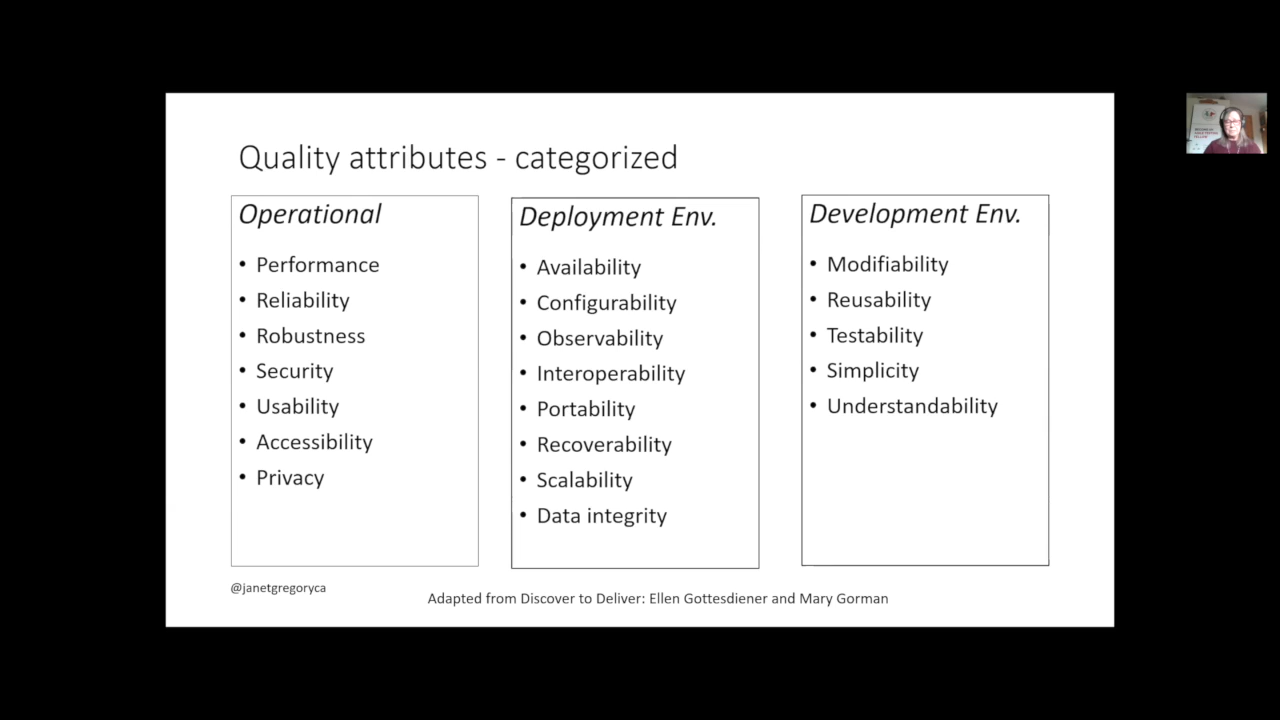 Quality attributes - categorized
Operational
• Performance
• Reliability
• Robustness
• Security
• Usability
• Accessibility
• Privacy
Deployment Env.
• Availability
• Configurability
• Observability
• Interoperability
• Portability
• Recoverability
• Scalability
• Data integrity
Development Env.
• Modifiability
• Reusability
• Testability
• Simplicity
• Understandability
@janetgregoryca
Adapted from Discover to Deliver: Ellen Gottesdiener and Mary Gorman